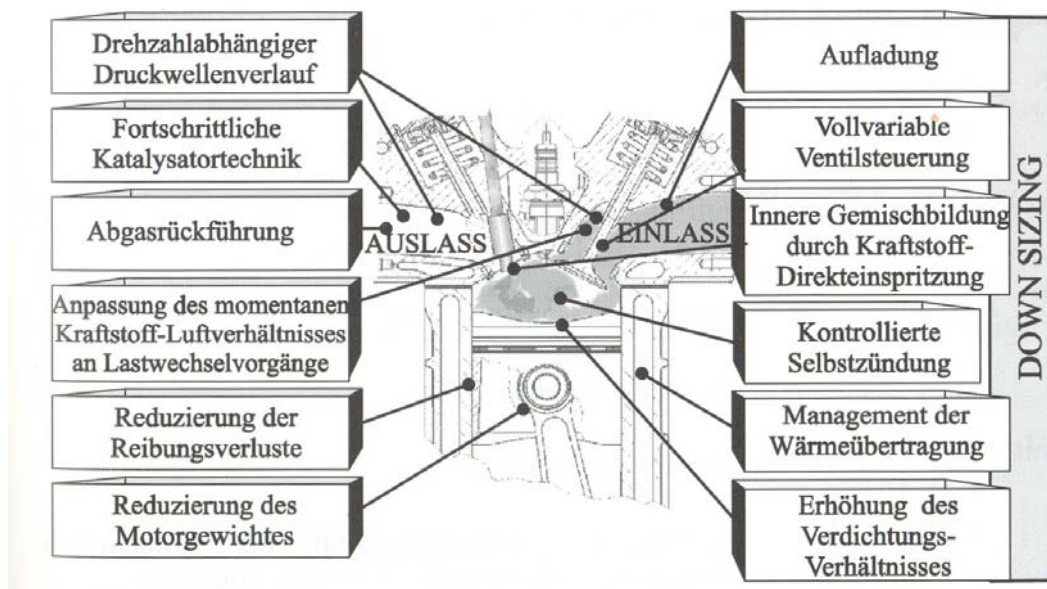 Drehzahlabhängiger
Druckwellenverlauf
Fortschrittliche
Katalysatortechnik
Abgasrückführung
Anpassung des momentanen
Kraftstoff-Luftverhältnisses
an Lastwechselvorgänge
Reduzierung der
Reibungsverluste
Reduzierung des
Motorgewichtes
AUSLASS
EINLASS
Aufladung
Vollvariable
Ventilsteuerung
Innere Gemischbildung
durch Kraftstoff-
Direkteinspritzung
Kontrollierte
Selbstzündung
Management der
Wärmeübertragung
Erhöhung des
Verdichtungs-
Verhältnisses
DOWN SIZING